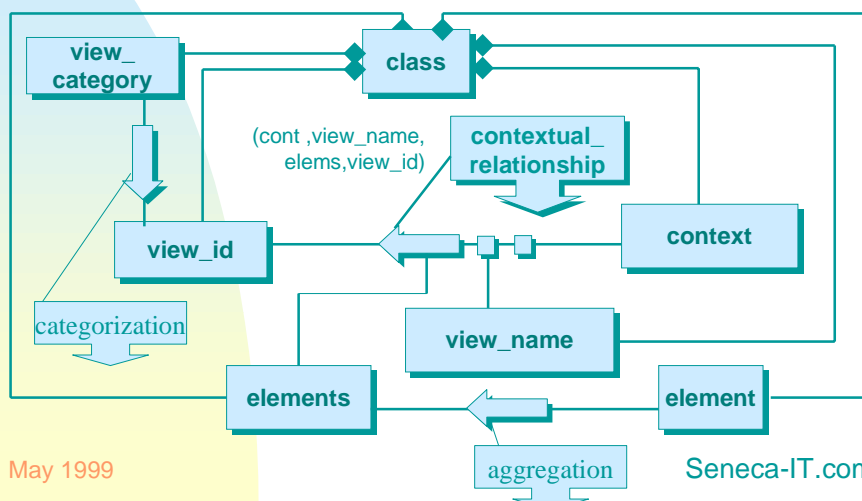 view_
category
class
(cont ,view_name,
elems,view_id)
contextual_
relationship
view_id
context
categorization
view_name
elements
element
May 1999
aggregation
Seneca-IT.com